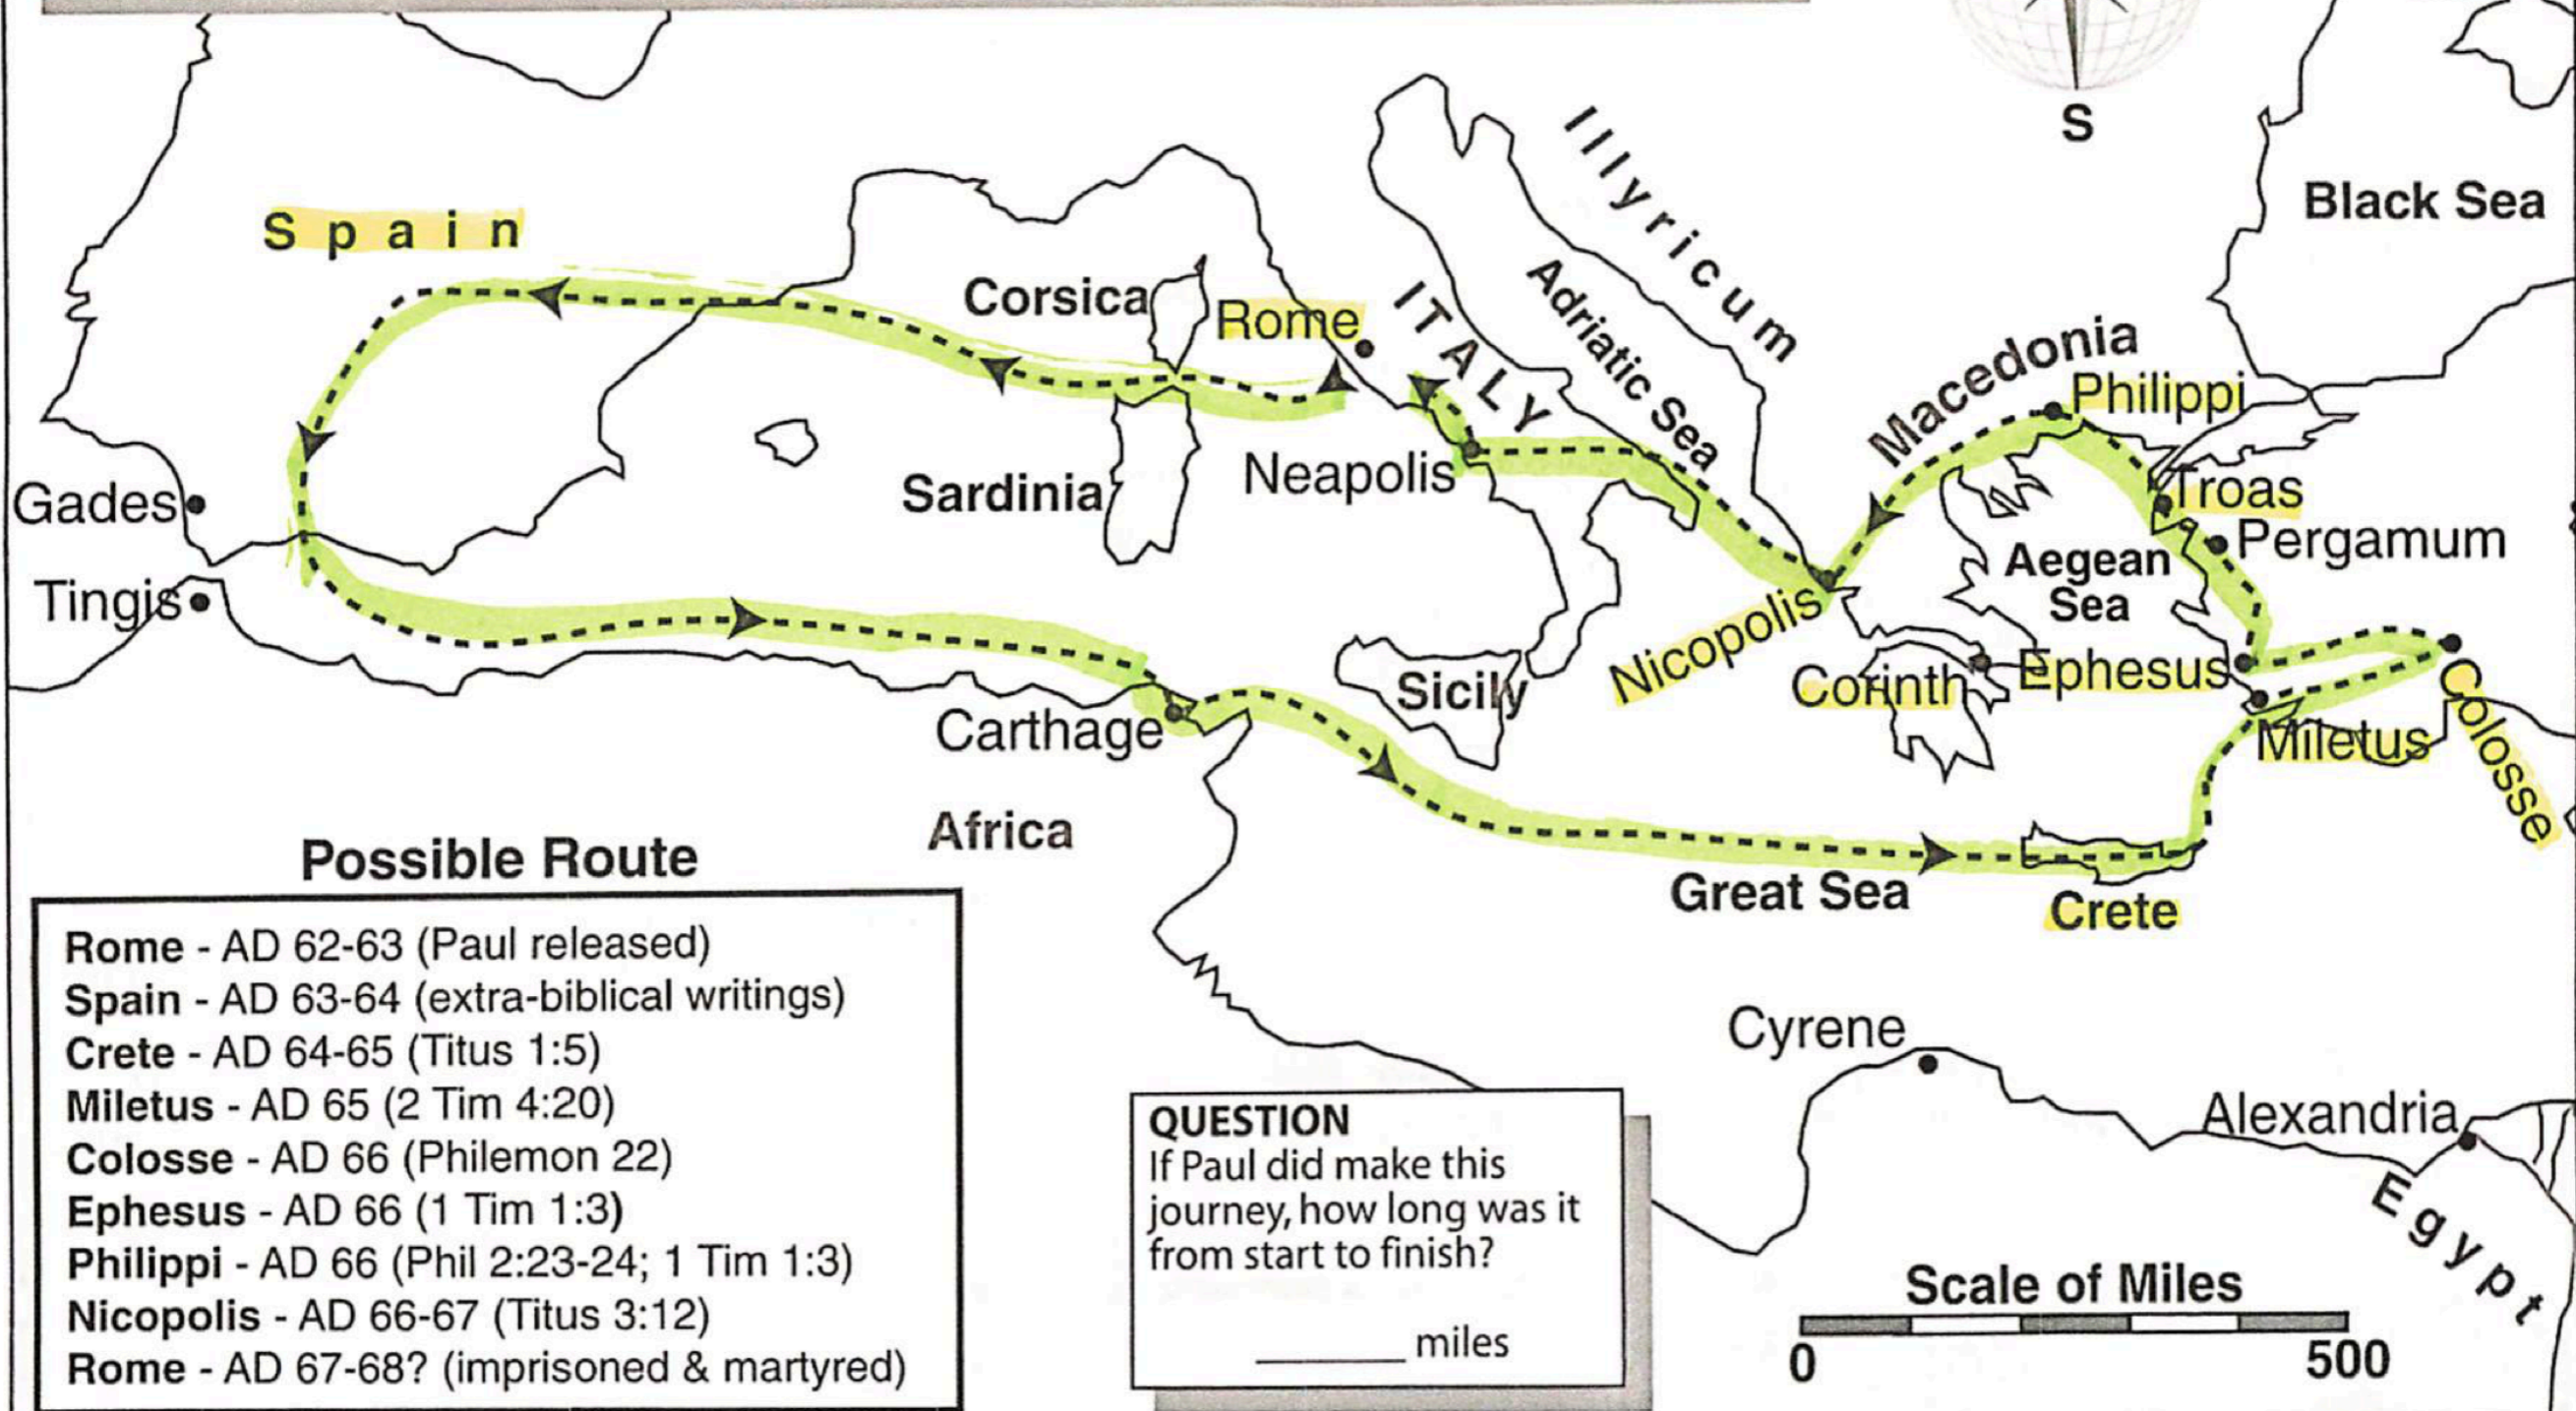 S
Black Sea
Illyricum
Spain
Corsica
Rome
ITALY
Adriatic Sea
Macedonia
Philippi
Neapolis
Sardinia
Troas
Pergamum
Gades
Aegean
Sea
Tingis
Nicopolis
Sicily
Corinth
Ephesus
Colosse
Miletus
Carthage
Africa
Great Sea
Crete
Possible Route
Rome - AD 62-63 (Paul released)
Spain - AD 63-64 (extra-biblical writings)
Crete - AD 64-65 (Titus 1:5)
Miletus - AD 65 (2 Tim 4:20)
Colosse - AD 66 (Philemon 22)
Ephesus - AD 66 (1 Tim 1:3)
Philippi - AD 66 (Phil 2:23-24; 1 Tim 1:3)
Nicopolis - AD 66-67 (Titus 3:12)
Rome - AD 67-68? (imprisoned & martyred)
QUESTION
If Paul did make this
journey, how long was it
from start to finish?
______ miles
Cyrene
Alexandria
Egypt
Scale of Miles
0 500